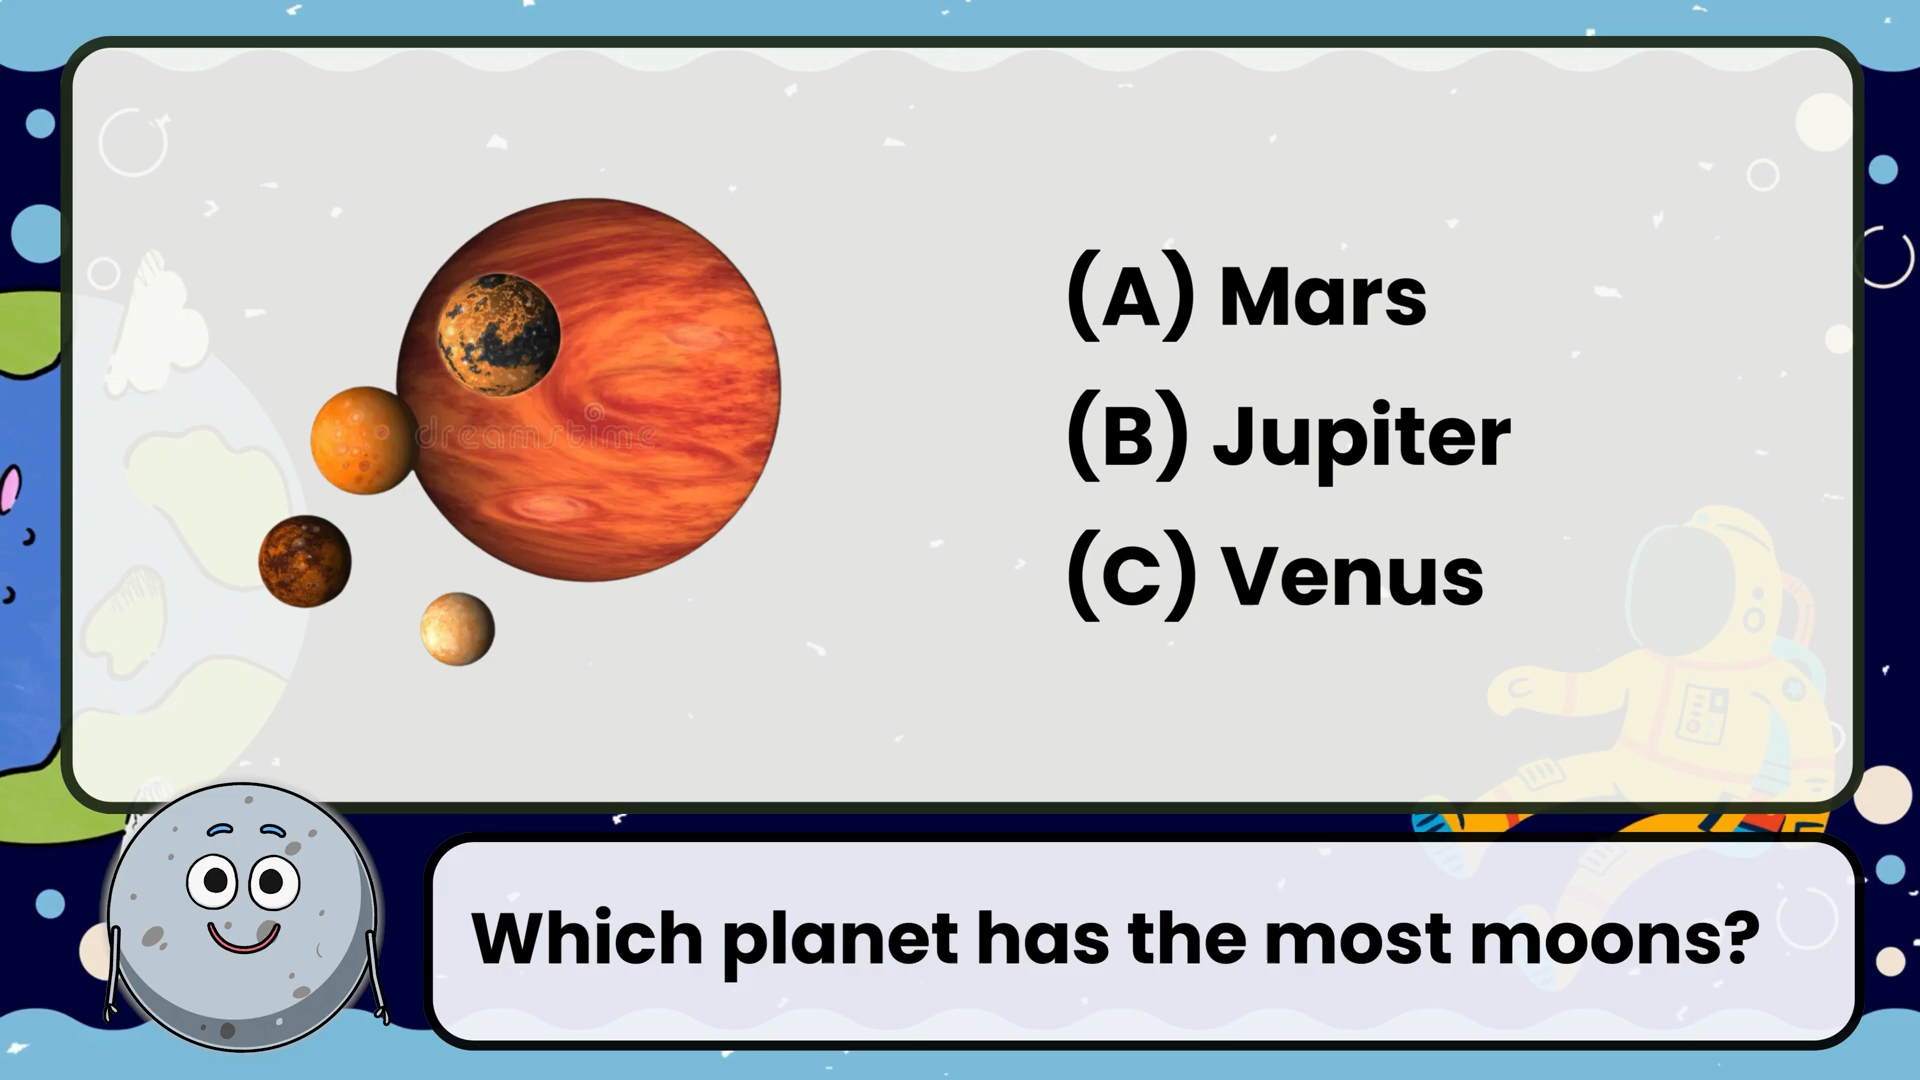 (A) Mars
(B) Jupiter
(C) Venus
dreamstime
Which planet has the most moons?